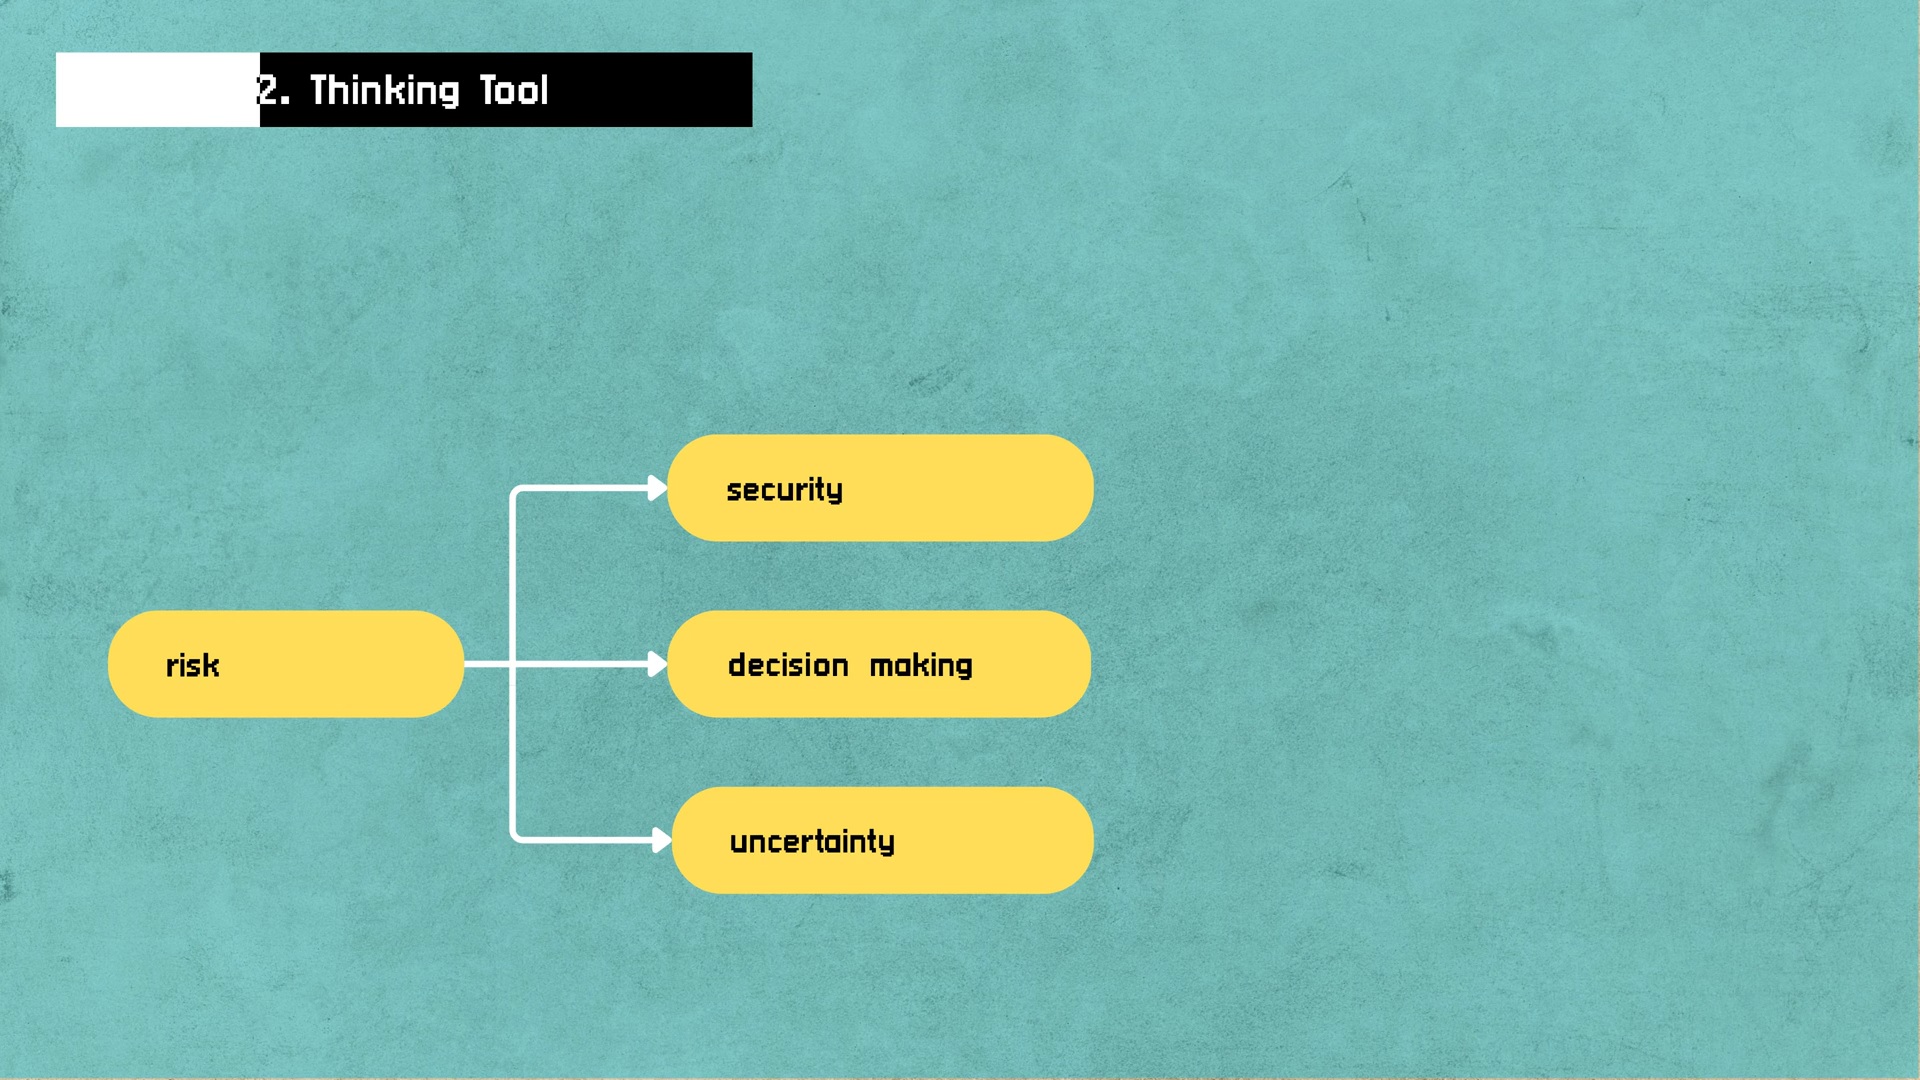 2. Thinking Tool
security
risk
decision making
uncertainty